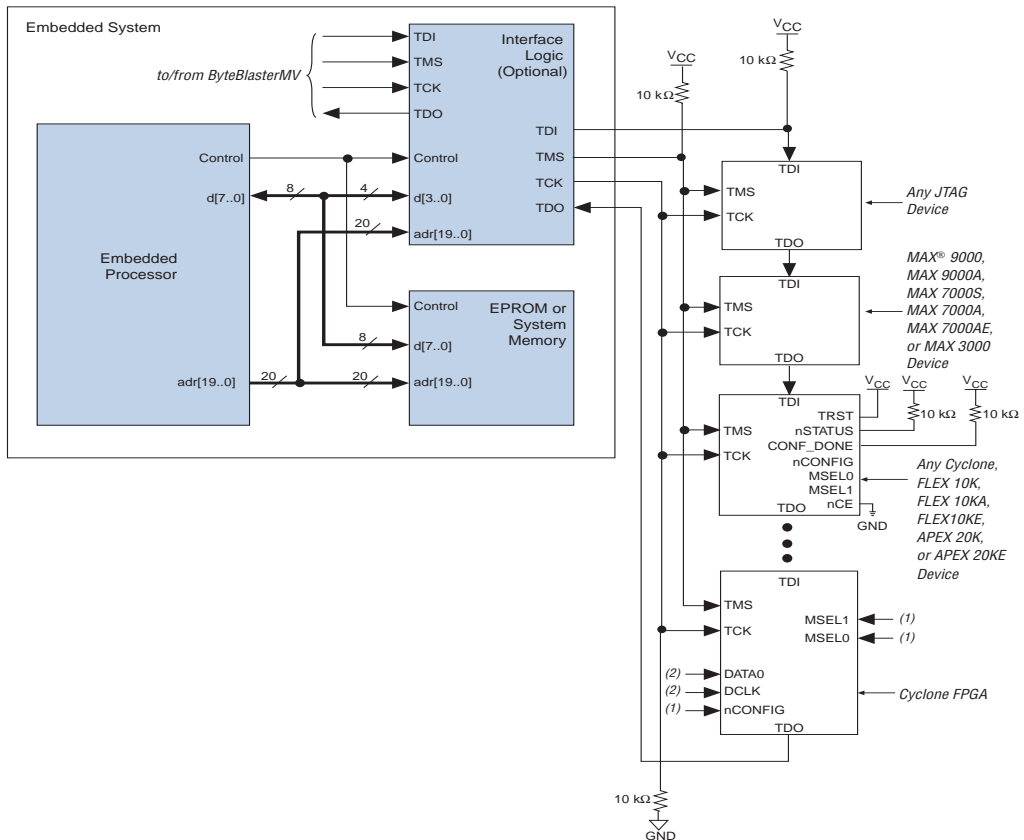 Embedded System
to/from ByteBlasterMV
TDI
TMS
TCK
TDO
Interface
Logic
(Optional)
TDI
TMS
TCK
TDO
Control
d[3..0]
adr[19..0]
Control
d[7..0]
8
4
20
Embedded
Processor
adr[19..0]
20
20
8
Control
d[7..0]
adr[19..0]
EPROM or
System
Memory
VCC
10 kΩ
VCC
10 kΩ
TDI
TMS
TCK
TDO
Any JTAG
Device
TDI
TMS
TCK
TDO
MAX® 9000,
MAX 9000A,
MAX 7000S,
MAX 7000A,
MAX 7000AE,
or MAX 3000
Device
VCC
VCC
VCC
10 kΩ
10 kΩ
TDI
TMS
TCK
TRST
nSTATUS
CONF_DONE
nCONFIG
MSEL0
MSEL1
nCE
TDO
GND
Any Cyclone,
FLEX 10K,
FLEX 10KA,
FLEX10KE,
APEX 20K,
or APEX 20KE
Device
TDI
TMS
TCK
MSEL1
(1)
MSEL0
(1)
(2)
DATA0
(2)
DCLK
(1)
nCONFIG
TDO
Cyclone FPGA
10 kΩ
GND